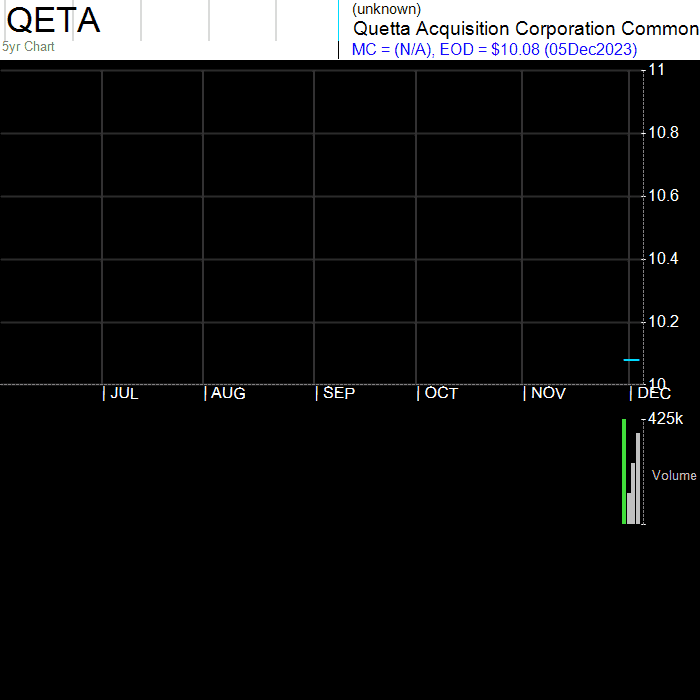 QETA
5yr Chart
(unknown)
Quetta Acquisition Corporation Common
MC = (N/A), EOD = $10.08 (05Dec2023)
11
10.8
10.6
10.4
10.2
10
| JUL | AUG | SEP | OCT | NOV | DEC
425k
Volume